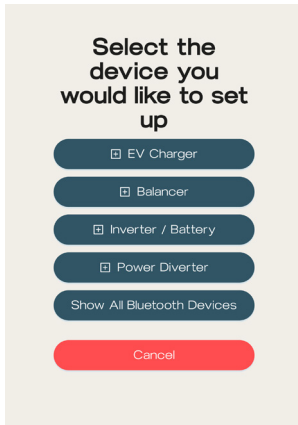 Select the
device you
would like to set
up
EV Charger
Balancer
Inverter / Battery
Power Diverter
Show All Bluetooth Devices
Cancel